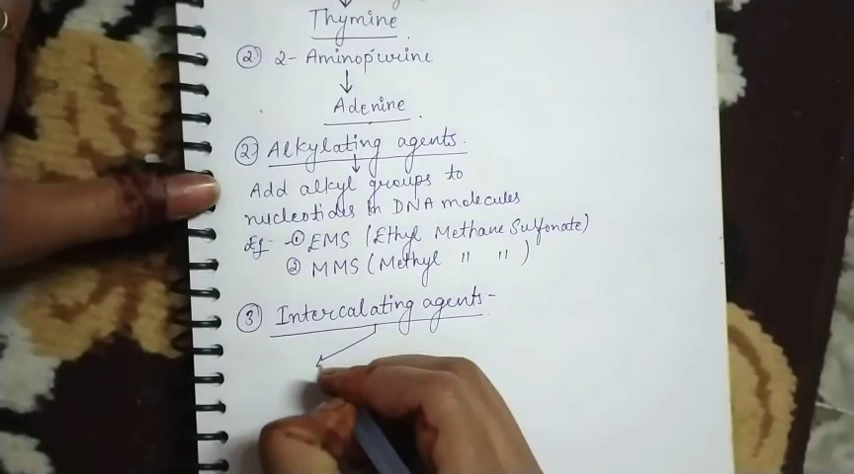 Thymine
② 2- Aminopurine
↓
Adenine.
② Alkylating agents.
↓
Add alkyl groups to
nucleotides in DNA molecules
Eg- -① EMS (Ethyl Methane Sulfonate)
② MMS (Methyl " " )
③ Intercalating agents-